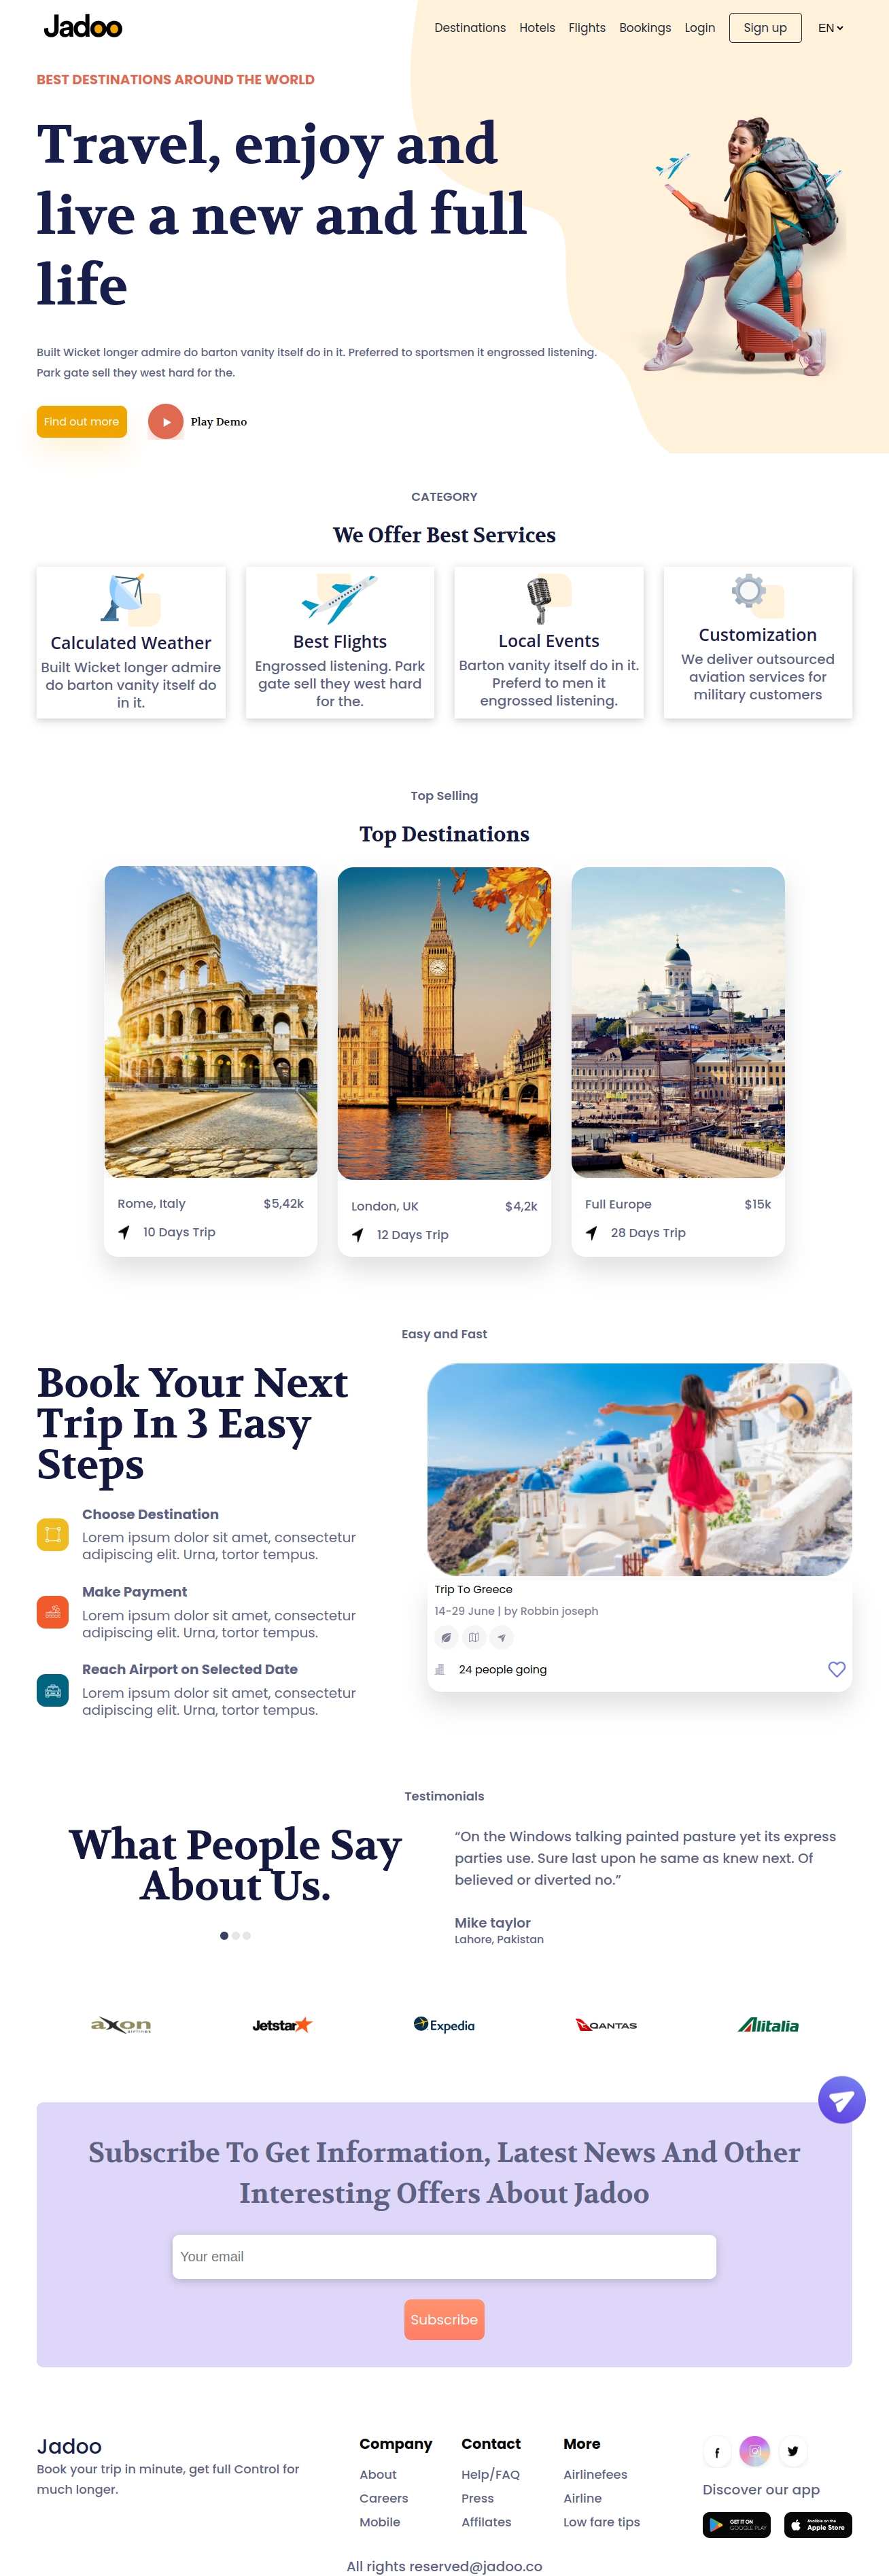 Jadoo
Destinations Hotels Flights Bookings Login Sign up EN
BEST DESTINATIONS AROUND THE WORLD
Travel, enjoy and
live a new and full
life
Built Wicket longer admire do barton vanity itself do in it. Preferred to sportsmen it engrossed listening.
Park gate sell they west hard for the.
Find out more
Play Demo
CATEGORY
We Offer Best Services
Calculated Weather
Built Wicket longer admire
do barton vanity itself do
in it.
Best Flights
Engrossed listening. Park
gate sell they west hard
for the.
Local Events
Barton vanity itself do in it.
Preferd to men it
engrossed listening.
Customization
We deliver outsourced
aviation services for
military customers
Top Selling
Top Destinations
Rome, Italy $5,42k
10 Days Trip
London, UK $4,2k
12 Days Trip
Full Europe $15k
28 Days Trip
Easy and Fast
Book Your Next
Trip In 3 Easy
Steps
Choose Destination
Lorem ipsum dolor sit amet, consectetur
adipiscing elit. Urna, tortor tempus.
Make Payment
Lorem ipsum dolor sit amet, consectetur
adipiscing elit. Urna, tortor tempus.
Reach Airport on Selected Date
Lorem ipsum dolor sit amet, consectetur
adipiscing elit. Urna, tortor tempus.
Trip To Greece
14-29 June | by Robbin joseph
24 people going
Testimonials
What People Say
About Us.
“On the Windows talking painted pasture yet its express
parties use. Sure last upon he same as knew next. Of
believed or diverted no.”
Mike taylor
Lahore, Pakistan
axon
airlines
Jetstar
Expedia
QANTAS
Alitalia
Subscribe To Get Information, Latest News And Other
Interesting Offers About Jadoo
Your email
Subscribe
Jadoo
Book your trip in minute, get full Control for
much longer.
Company
About
Careers
Mobile
Contact
Help/FAQ
Press
Affilates
More
Airlinefees
Airline
Low fare tips
Discover our app
GET IT ON
GOOGLE PLAY
Available on the
Apple Store
All rights reserved@jadoo.co